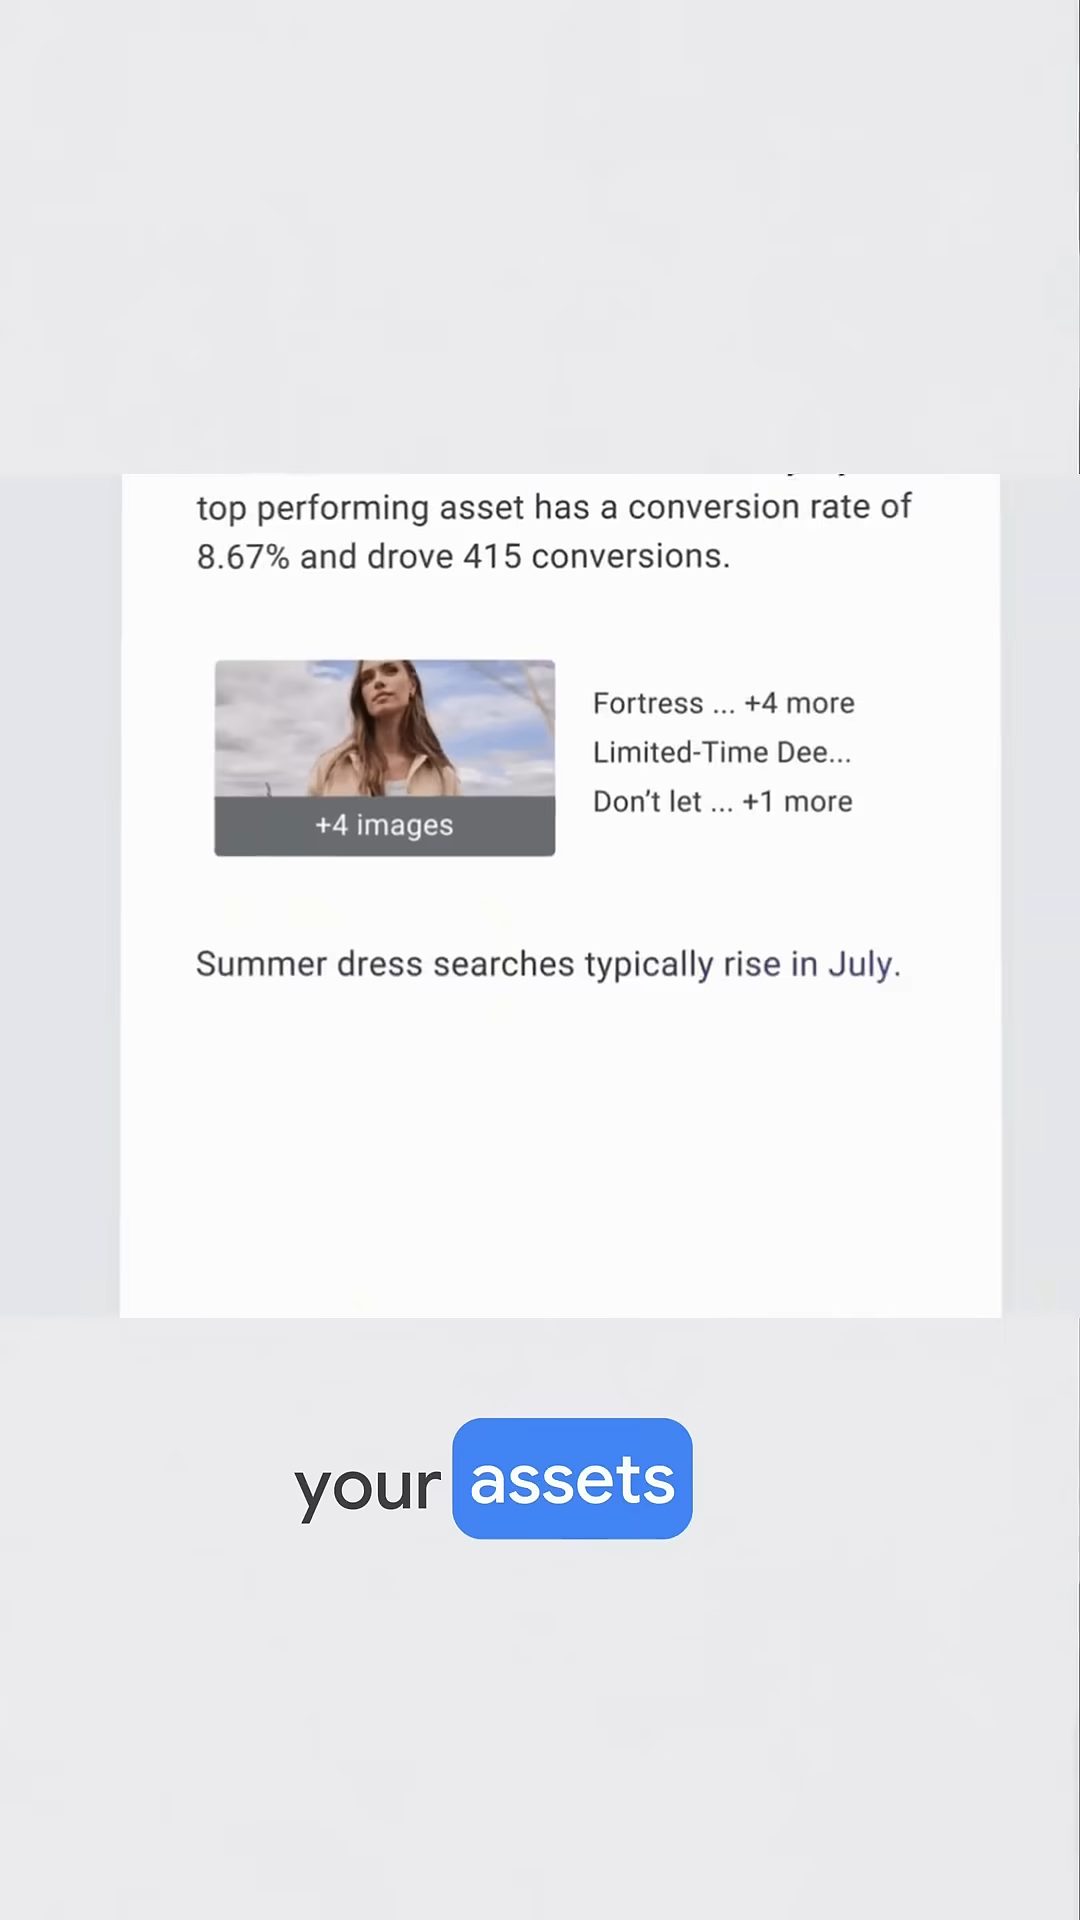 top performing asset has a conversion rate of
8.67% and drove 415 conversions.
+4 images
Fortress ... +4 more
Limited-Time Dee...
Don’t let ... +1 more
Summer dress searches typically rise in July.
your assets